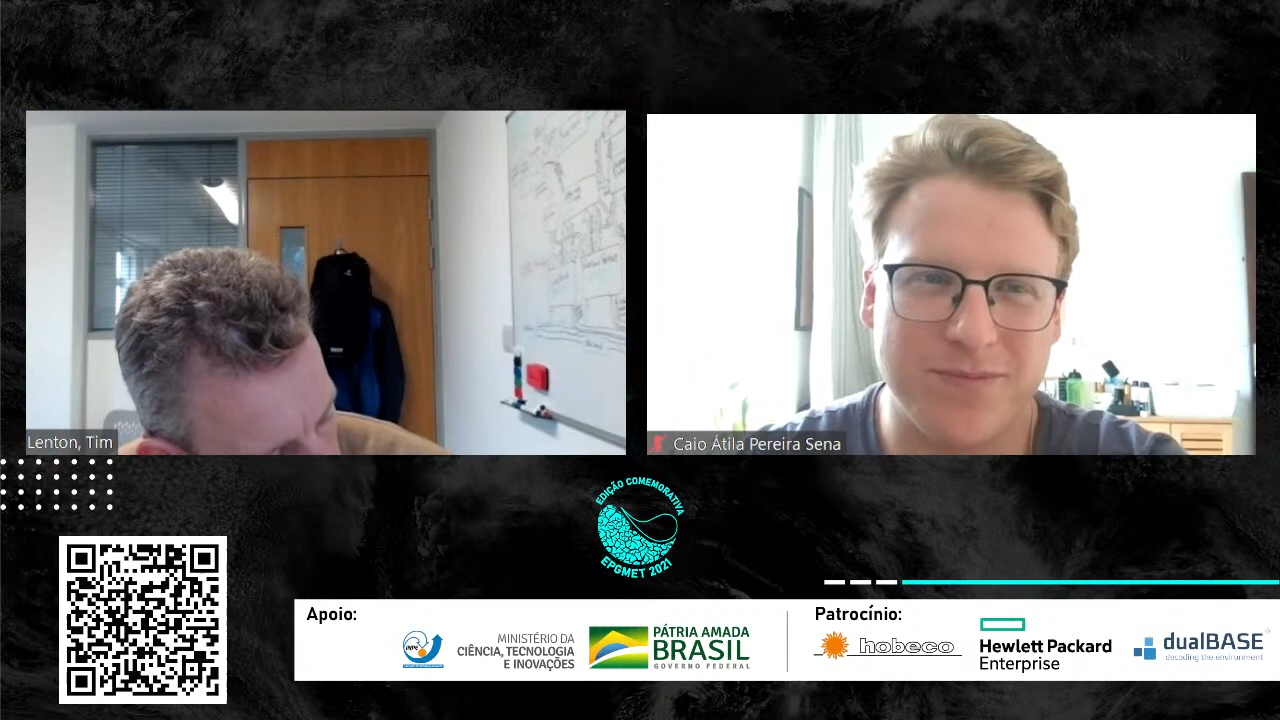 Lenton, Tim
Caio Átila Pereira Sena
EDIÇÃO COMEMORATIVA
EPGMET 2021
Apoio:
INPE
MINISTÉRIO DA
CIÊNCIA, TECNOLOGIA
E INOVAÇÕES
PÁTRIA AMADA
BRASIL
GOVERNO FEDERAL
Patrocínio:
hobeco
Hewlett Packard
Enterprise
dualBASE
decoding the environment